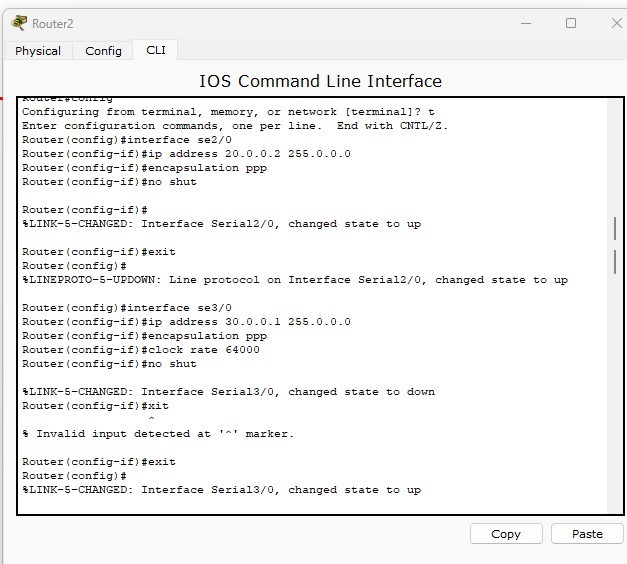 Router2
Physical Config CLI
IOS Command Line Interface
Router#config
Configuring from terminal, memory, or network [terminal]? t
Enter configuration commands, one per line.  End with CNTL/Z.
Router(config)#interface se2/0
Router(config-if)#ip address 20.0.0.2 255.0.0.0
Router(config-if)#encapsulation ppp
Router(config-if)#no shut
Router(config-if)#
%LINK-5-CHANGED: Interface Serial2/0, changed state to up
Router(config-if)#exit
Router(config)#
%LINEPROTO-5-UPDOWN: Line protocol on Interface Serial2/0, changed state to up
Router(config)#interface se3/0
Router(config-if)#ip address 30.0.0.1 255.0.0.0
Router(config-if)#encapsulation ppp
Router(config-if)#clock rate 64000
Router(config-if)#no shut
%LINK-5-CHANGED: Interface Serial3/0, changed state to down
Router(config-if)#xit
^
% Invalid input detected at '^' marker.
Router(config-if)#exit
Router(config)#
%LINK-5-CHANGED: Interface Serial3/0, changed state to up
Copy Paste